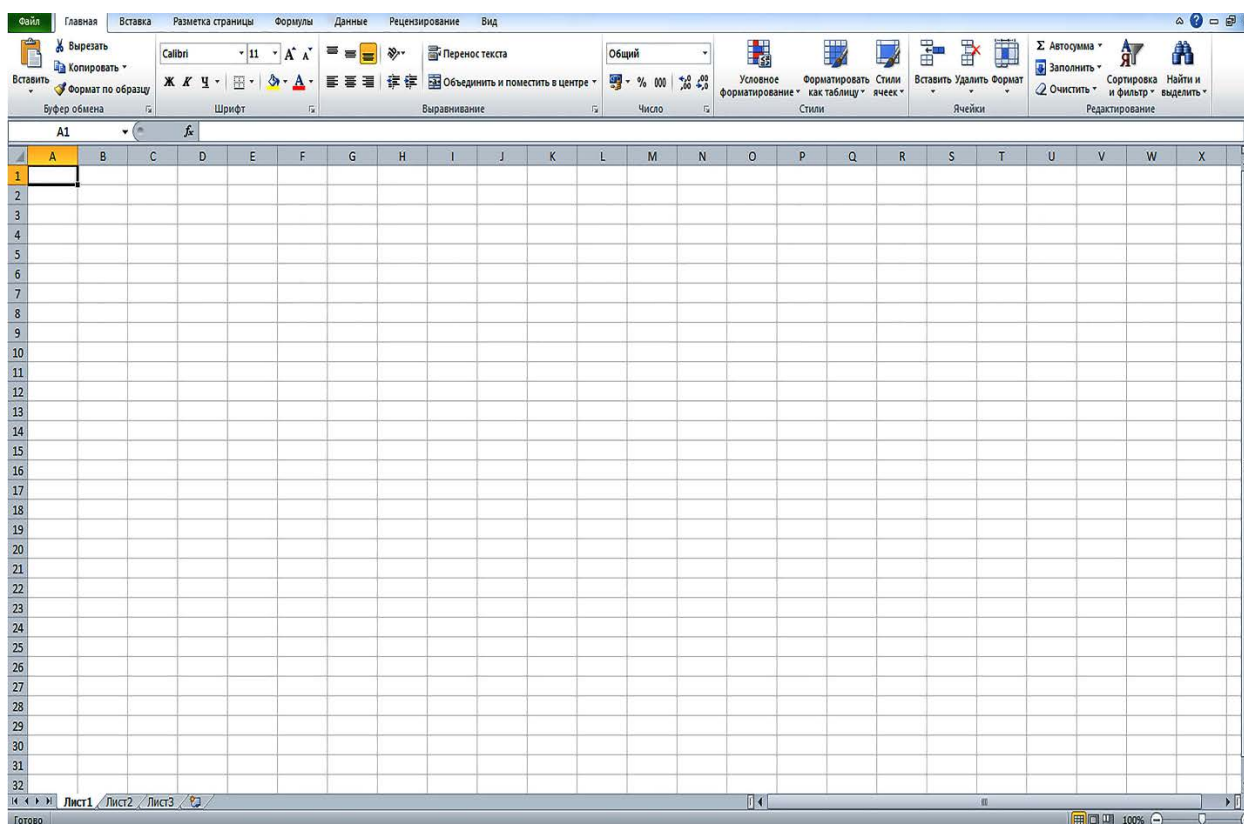 Файл Главная Вставка Разметка страницы Формулы Данные Рецензирование Вид
Вставить
Вырезать
Копировать
Формат по образцу
Буфер обмена
Calibri 11
Ж К Ч
Шрифт
Перенос текста
Объединить и поместить в центре
Выравнивание
Общий
% 000
Число
Условное форматирование
Форматировать как таблицу
Стили ячеек
Стили
Вставить Удалить Формат
Ячейки
Σ Автосумма
Заполнить
Очистить
Сортировка и фильтр
Найти и выделить
Редактирование
A1 fx
A B C D E F G H I J K L M N O P Q R S T U V W X
1
2
3
4
5
6
7
8
9
10
11
12
13
14
15
16
17
18
19
20
21
22
23
24
25
26
27
28
29
30
31
32
Лист1 Лист2 Лист3
Готово 100%